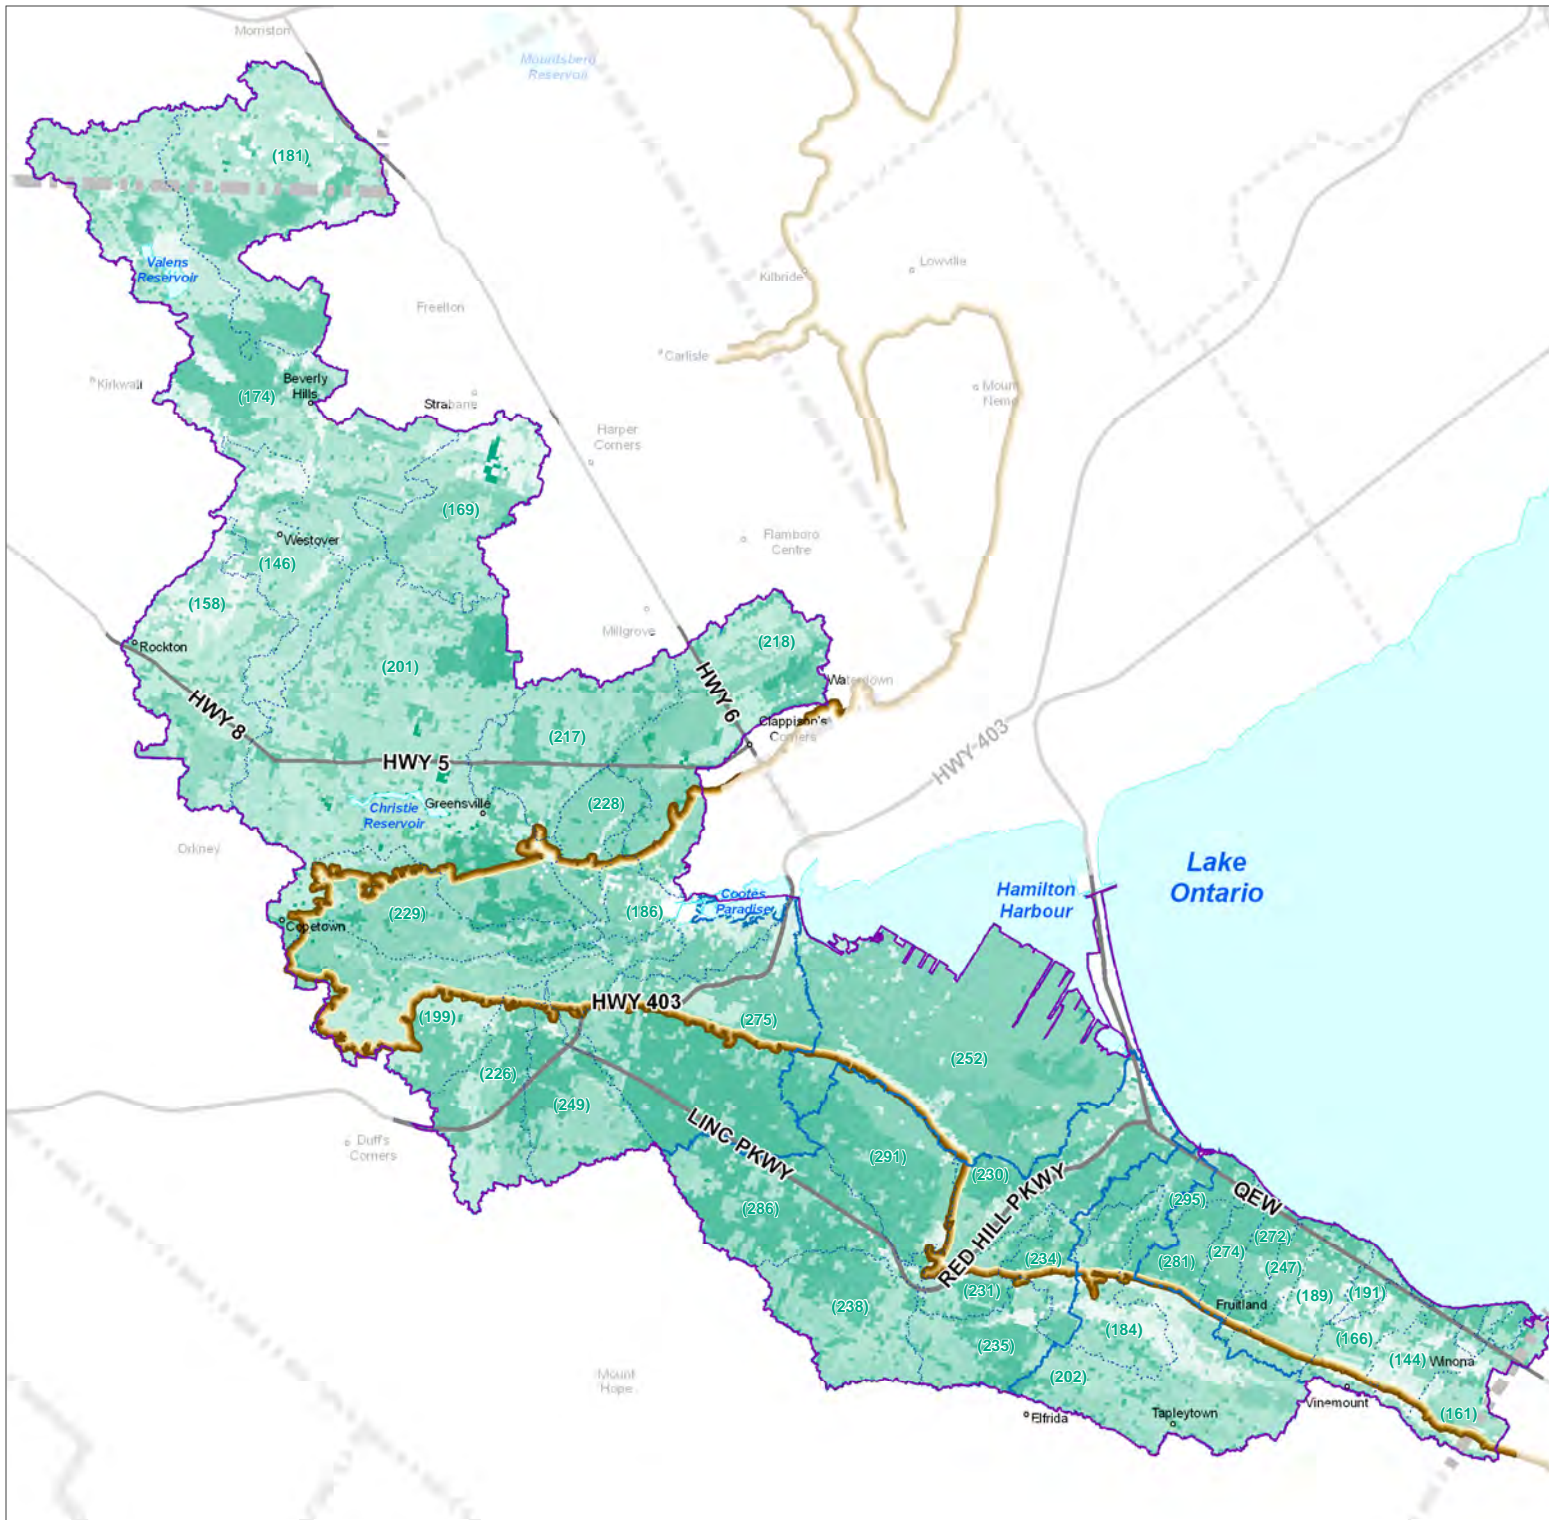 Morriston
Mountsberg
Reservoir
(181)
Valens
Reservoir
Kilbride
Lowville
Freelton
Carlisle
Kirkwall
Beverly
Hills
(174)
Mount
Nemo
Strabane
Harper
Corners
(169)
Westover
Flamboro
Centre
(146)
(158)
Rockton
Millgrove
(218)
(201)
HWY 6
Waterdown
HWY 8
Clappison's
Corners
(217)
HWY 5
HWY-403
Christie
Reservoir
Greensville
(228)
Orkney
Lake
Ontario
Hamilton
Harbour
Cootes
Paradise
(229)
(186)
Copetown
HWY 403
(199)
(275)
(252)
(226)
(249)
Duff's
Corners
LINC PKWY
(291)
(230)
RED HILL PKWY
(286)
(295)
QEW
(272)
(274)
(234)
(281)
(247)
(231)
(189)
(191)
(238)
Fruitland
(184)
(166)
(235)
(144)
Winona
(202)
Mount
Hope
Vinemount
Elfrida
Tapleytown
(161)